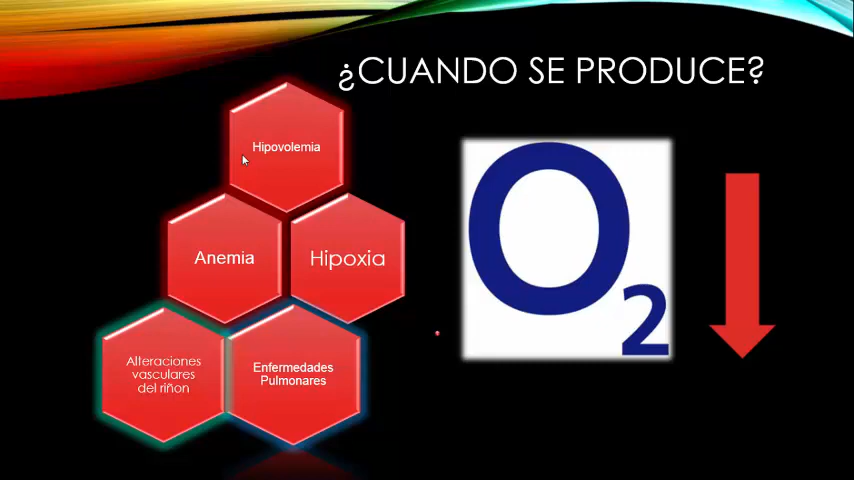 ¿CUANDO SE PRODUCE?
Hipovolemia
Anemia
Hipoxia
Alteraciones
vasculares
del riñon
Enfermedades
Pulmonares
O2